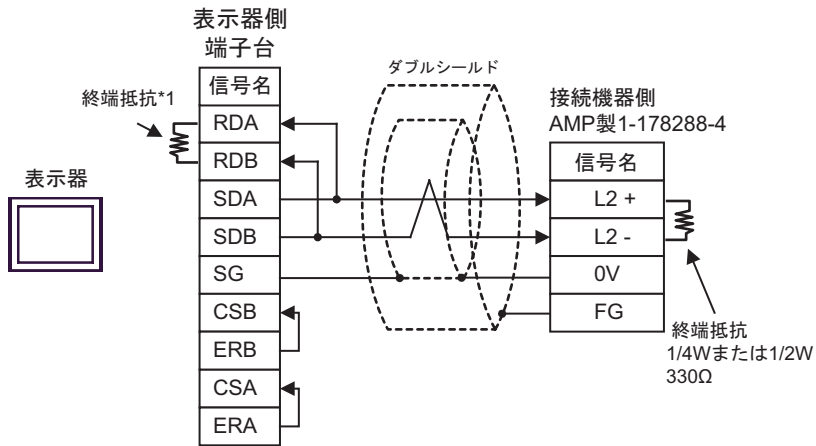 表示器側
端子台
信号名
終端抵抗*1
RDA
RDB
SDA
SDB
SG
CSB
ERB
CSA
ERA
表示器
ダブルシールド
接続機器側
AMP製1-178288-4
信号名
L2 +
L2 -
0V
FG
終端抵抗
1/4Wまたは1/2W
330Ω